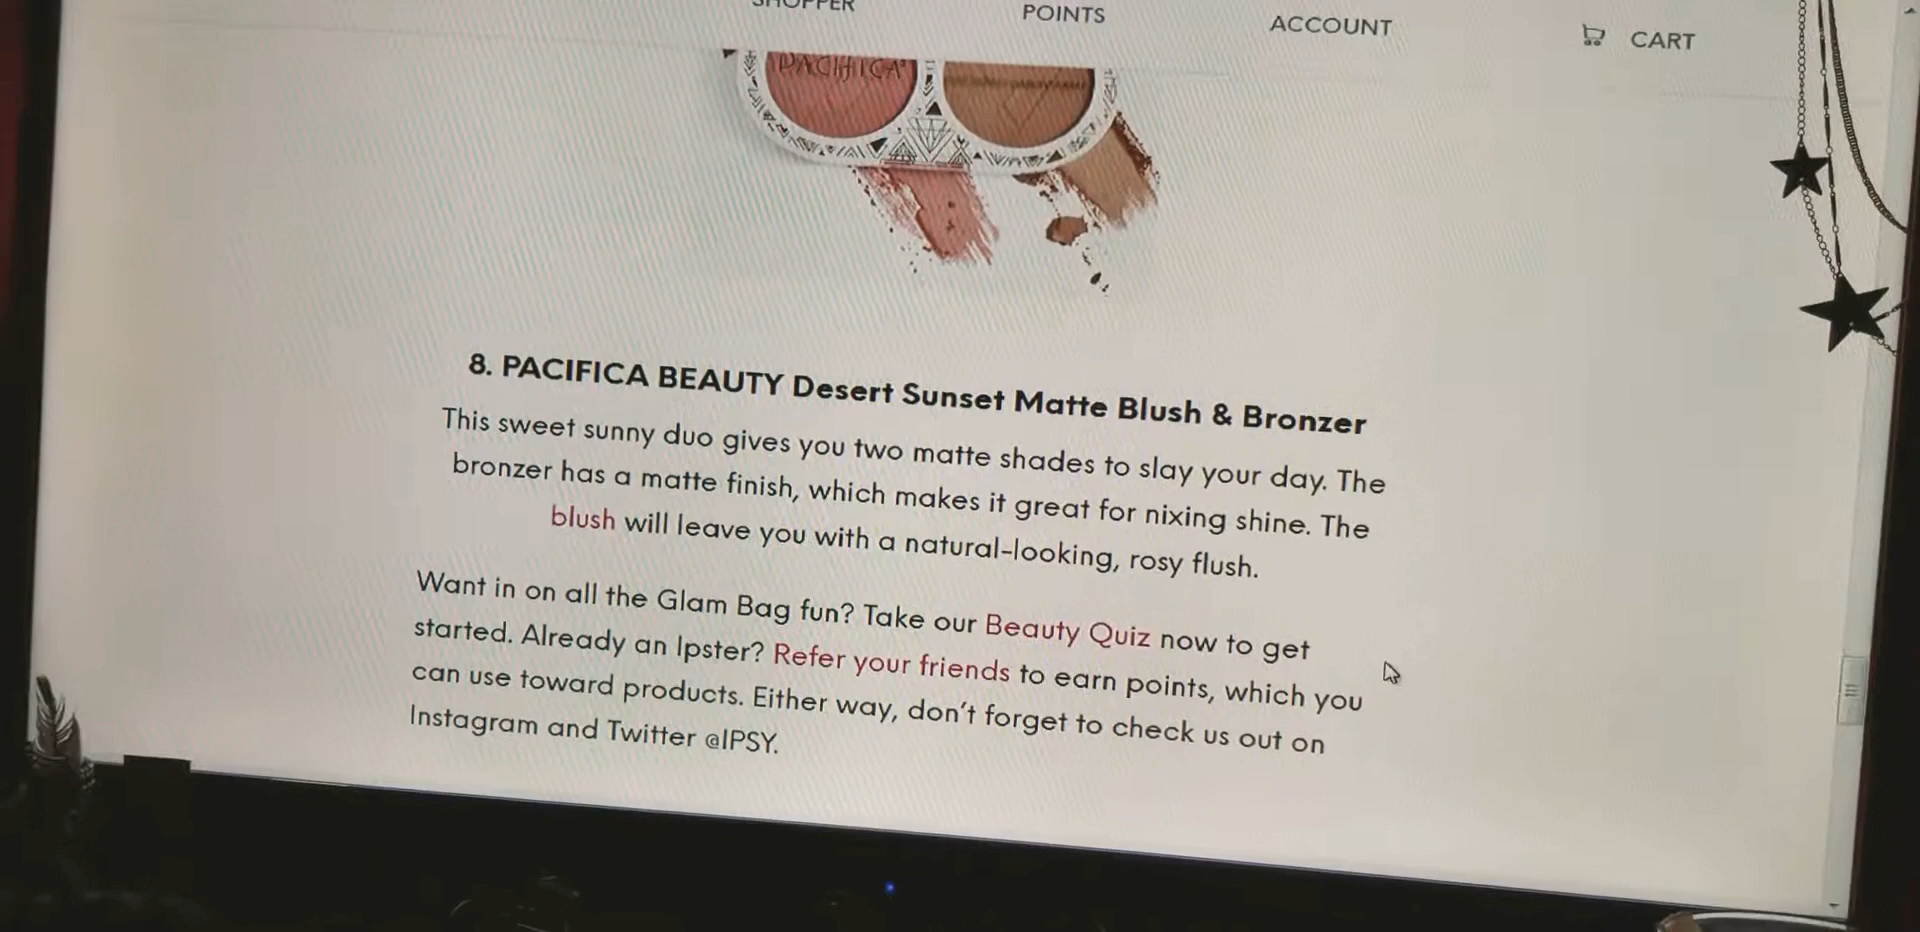 SHOPPER
POINTS
ACCOUNT
CART
PACIFICA
8. PACIFICA BEAUTY Desert Sunset Matte Blush & Bronzer
This sweet sunny duo gives you two matte shades to slay your day. The
bronzer has a matte finish, which makes it great for nixing shine. The
blush will leave you with a natural-looking, rosy flush.
Want in on all the Glam Bag fun? Take our Beauty Quiz now to get
started. Already an Ipster? Refer your friends to earn points, which you
can use toward products. Either way, don't forget to check us out on
Instagram and Twitter @IPSY.